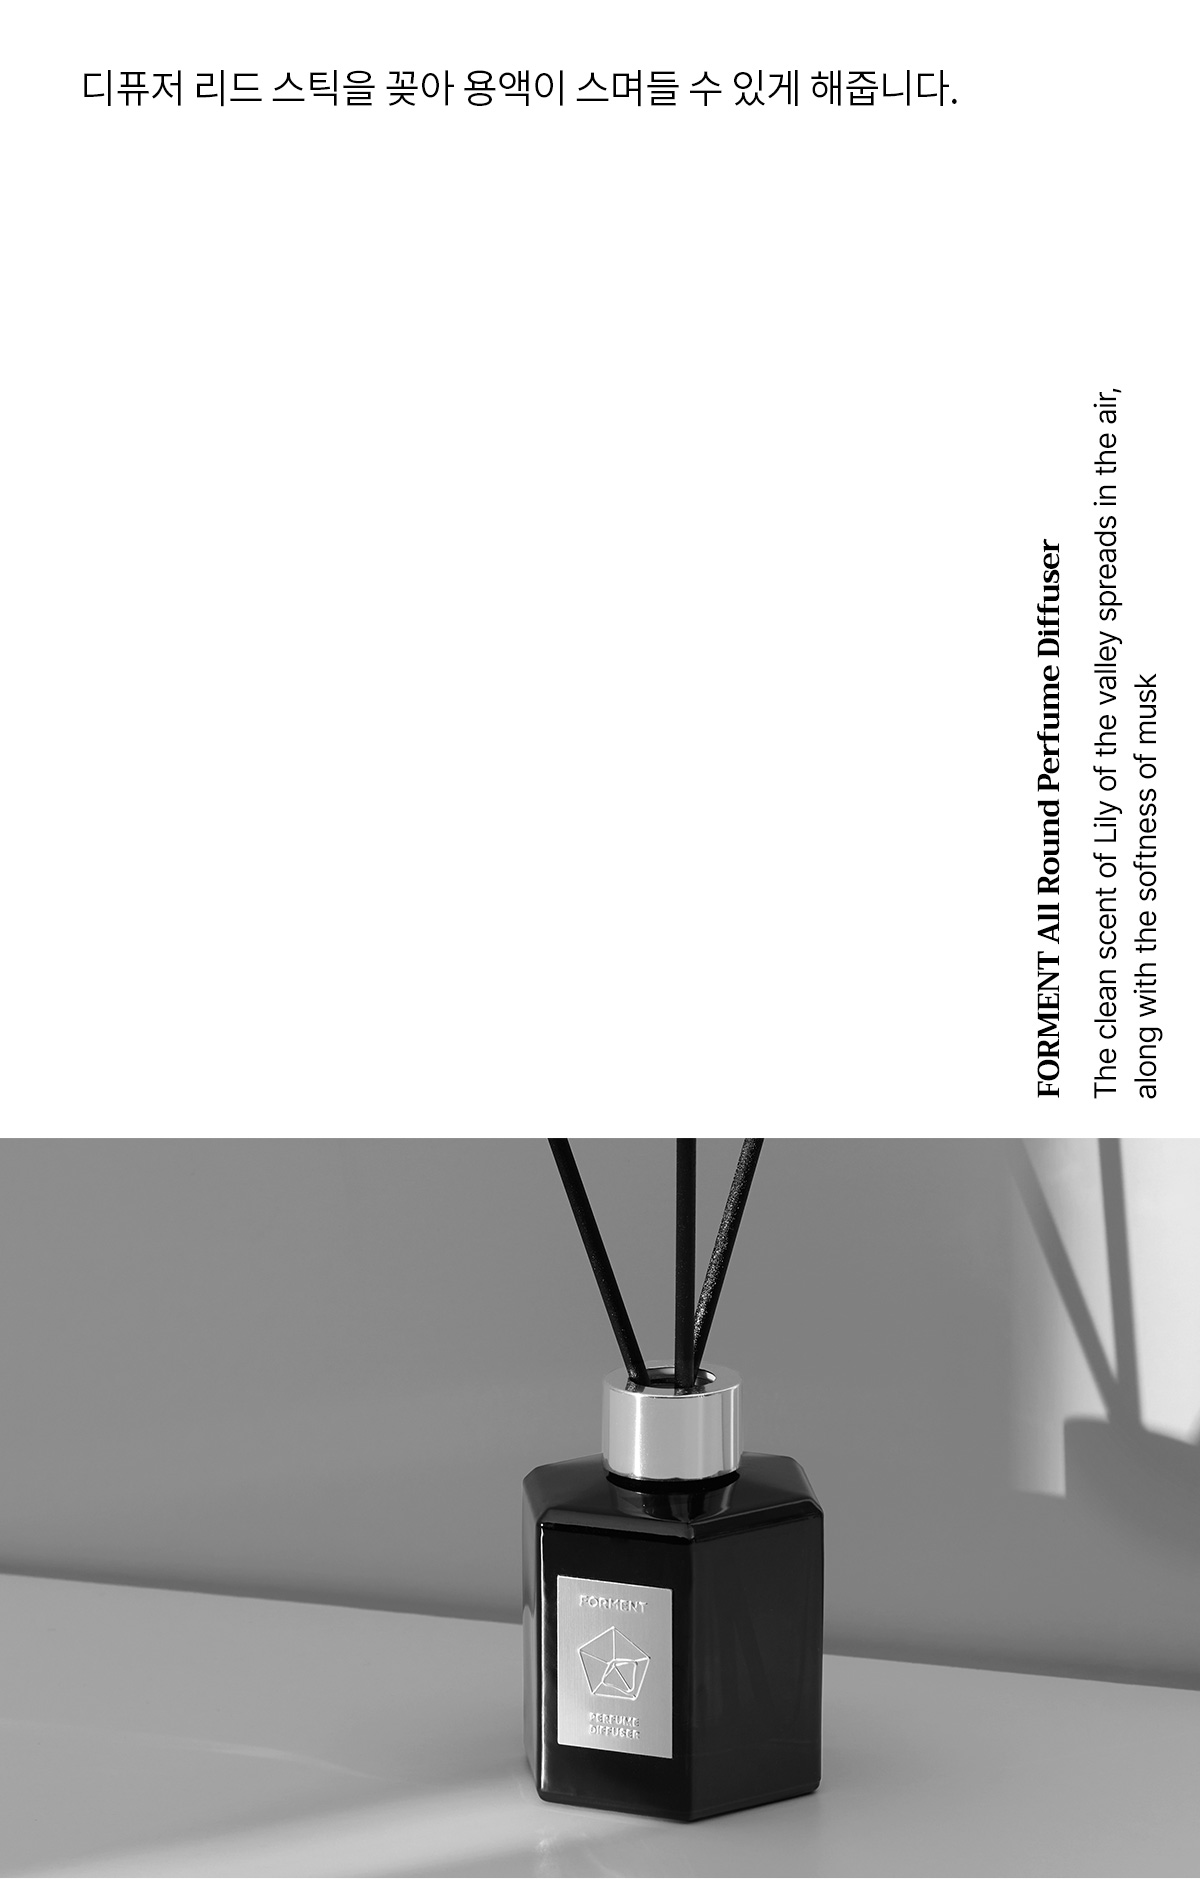 디퓨저 리드 스틱을 꽂아 용액이 스며들 수 있게 해줍니다.
FORMENT All Round Perfume Diffuser
The clean scent of Lily of the valley spreads in the air,
along with the softness of musk
FORMENT
PERFUME
DIFFUSER